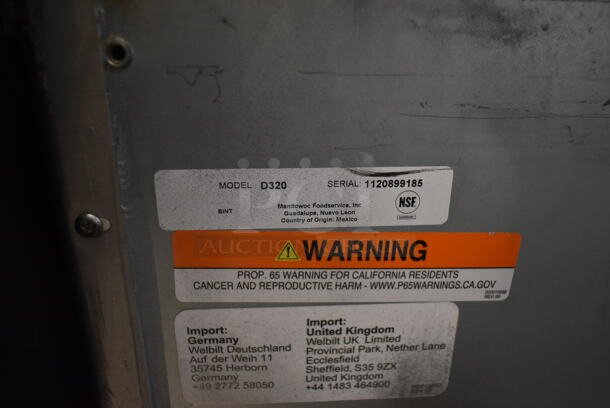 MODEL D320 SERIAL: 1120899185
BINT
Manitowoc Foodservice, Inc
Guadalupe, Nuevo Leon
Country of Origin: Mexico
NSF
WARNING
PROP. 65 WARNING FOR CALIFORNIA RESIDENTS
CANCER AND REPRODUCTIVE HARM - WWW.P65WARNINGS.CA.GOV
Import:
Germany
Welbilt Deutschland
Auf der Weih 11
35745 Herborn
Germany
+49 2772 58050
Import:
United Kingdom
Welbilt UK Limited
Provincial Park, Nether Lane
Ecclesfield
Sheffield, S35 9ZX
United Kingdom
+44 1483 464900